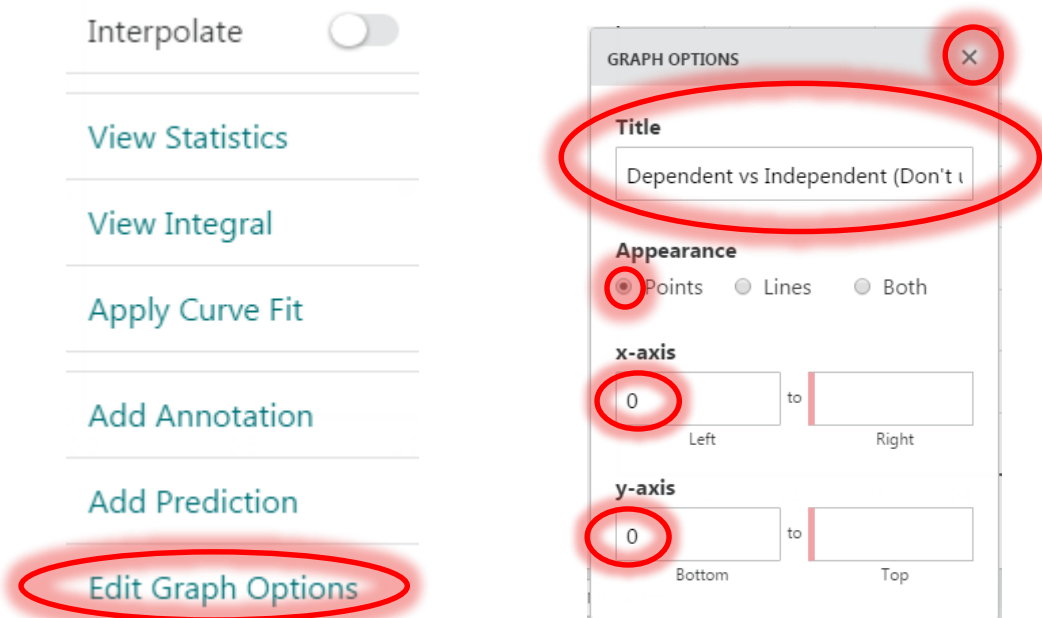 Interpolate
View Statistics
View Integral
Apply Curve Fit
Add Annotation
Add Prediction
Edit Graph Options
GRAPH OPTIONS
Title
Dependent vs Independent (Don't
Appearance
Points Lines Both
x-axis
0 to
Left Right
y-axis
0 to
Bottom Top